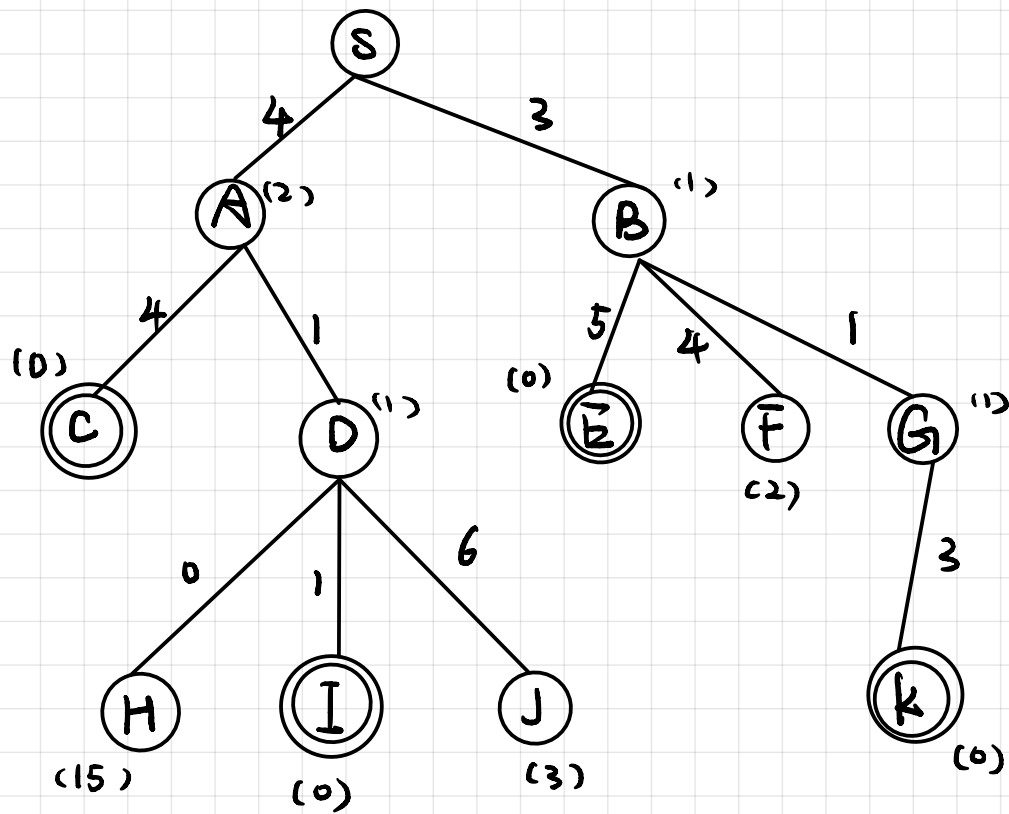 S
4 3
A (2) B (1)
4 1 5 4 1
(0) C D (1) (0) E F (2) G (1)
0 1 6 3
H I J K
(15) (0) (3) (0)